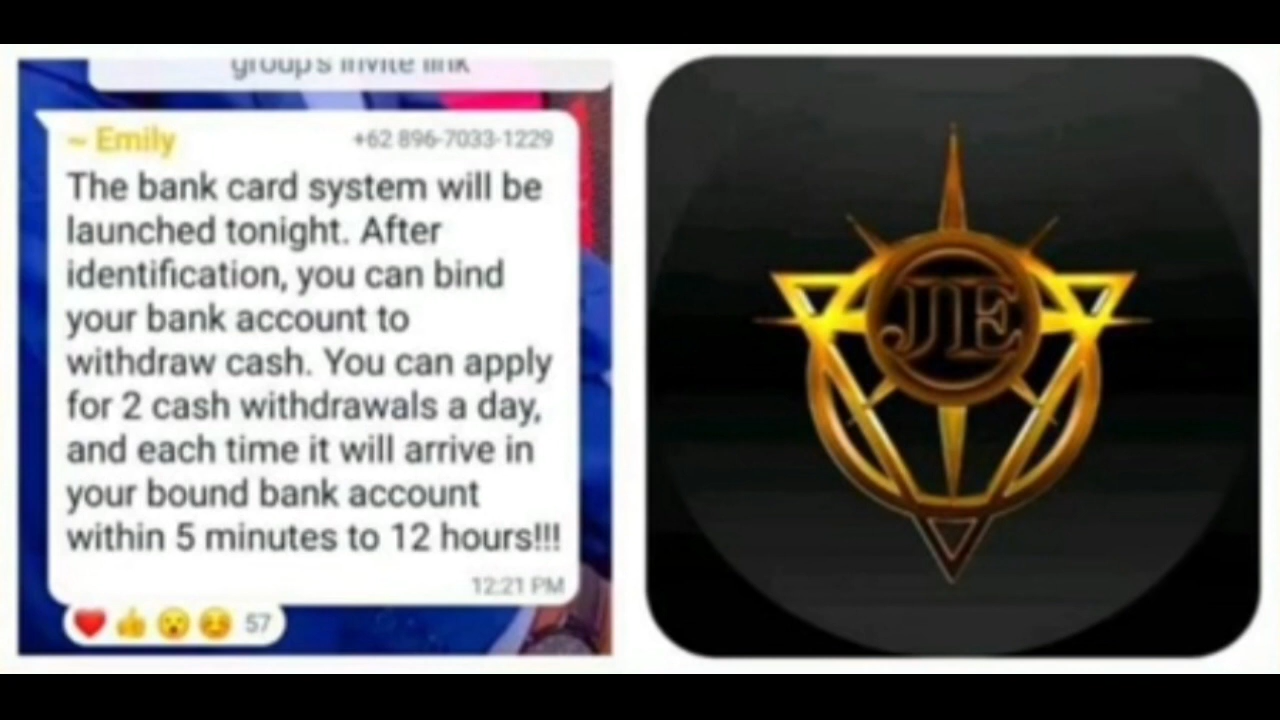 group's invite link
~ Emily
+62 896-7033-1229
The bank card system will be
launched tonight. After
identification, you can bind
your bank account to
withdraw cash. You can apply
for 2 cash withdrawals a day,
and each time it will arrive in
your bound bank account
within 5 minutes to 12 hours!!!
12:21 PM
57
JE